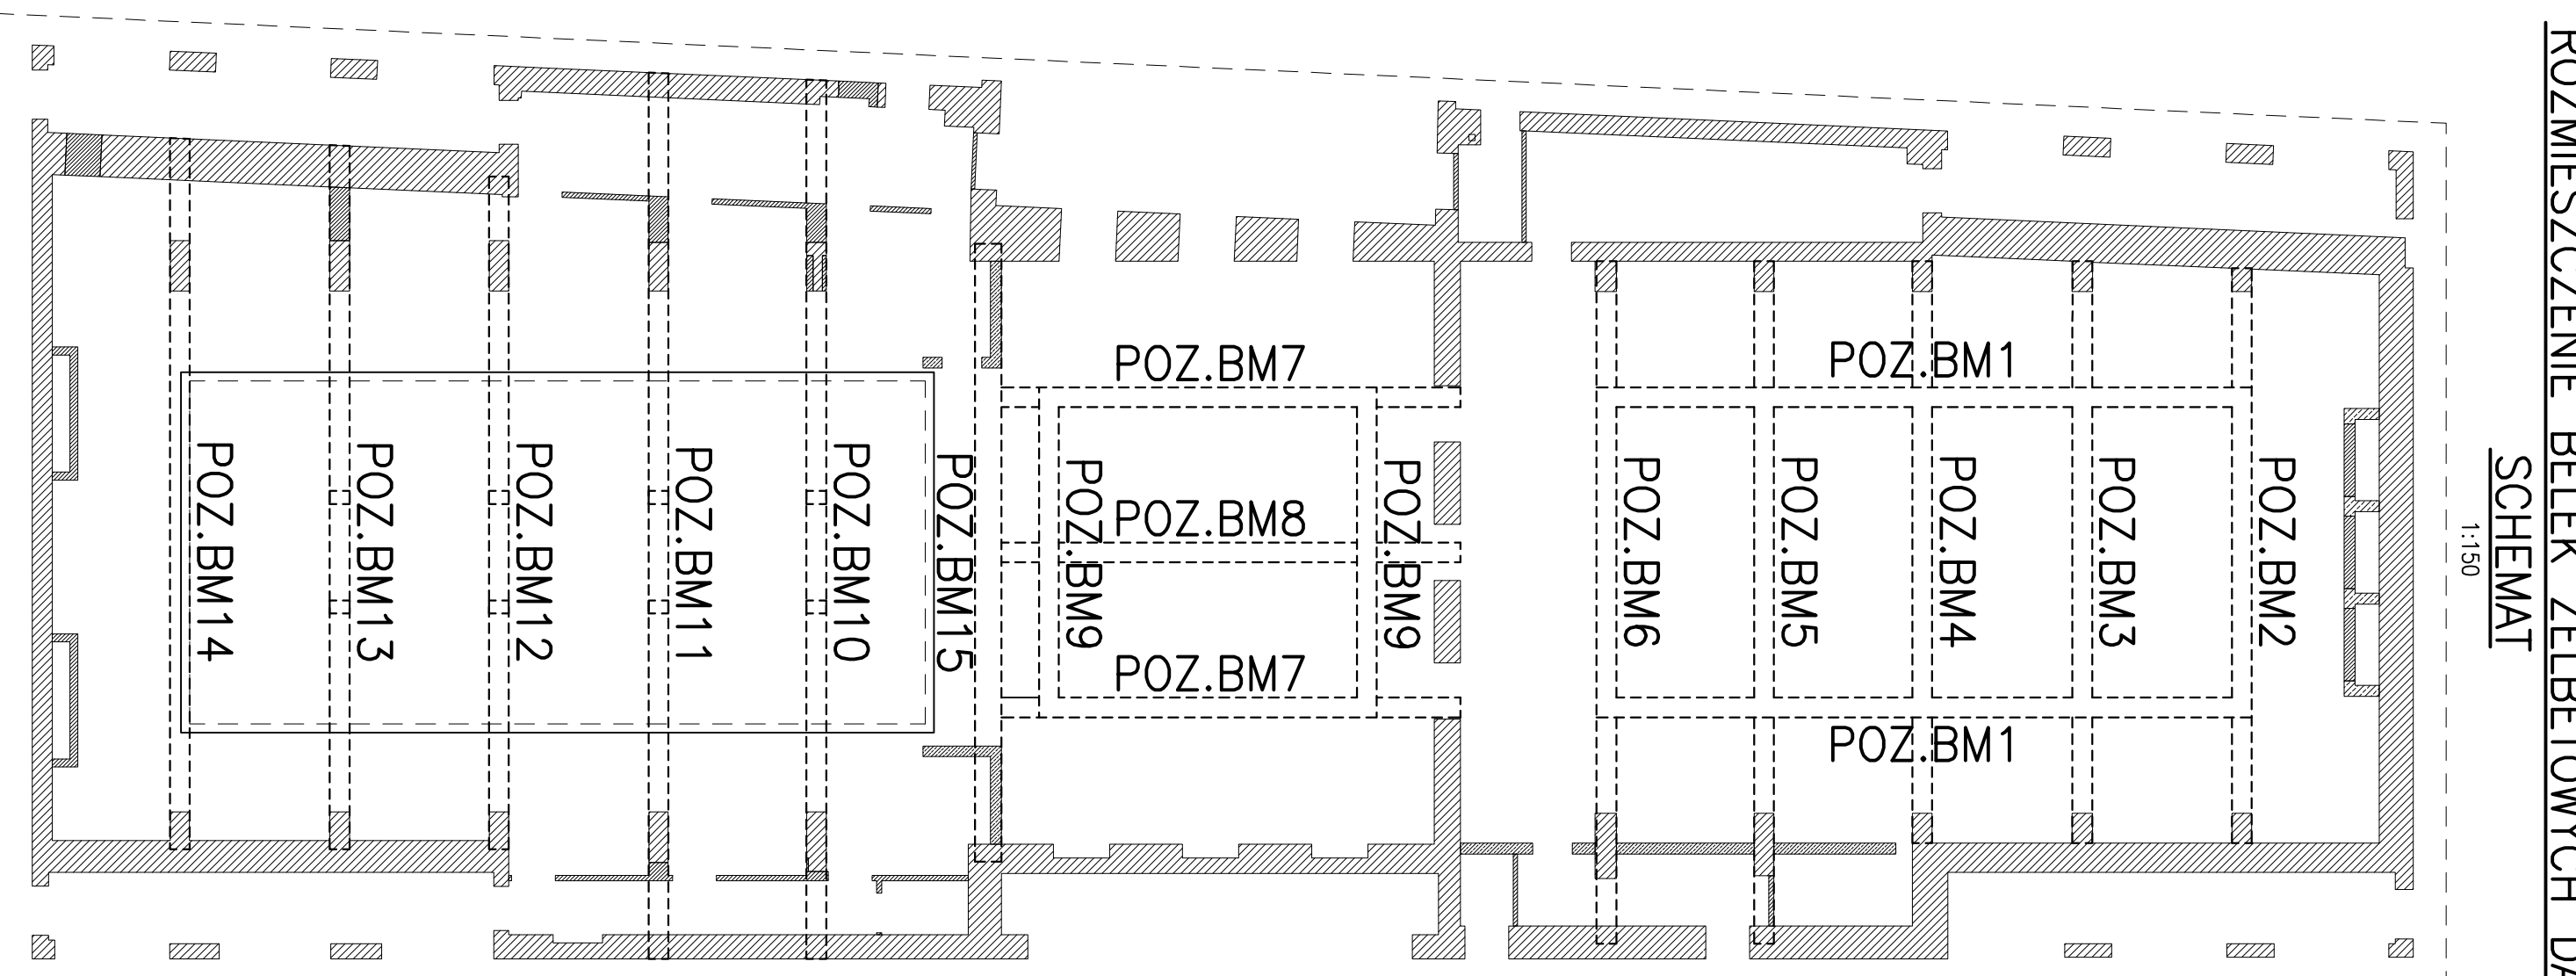 ROZMIESZCZENIE BELEK ZELBETOWYCH
SCHEMAT
1:150
POZ.BM7
POZ.BM1
POZ.BM14
POZ.BM13
POZ.BM12
POZ.BM11
POZ.BM10
POZ.BM15
POZ.BM9
POZ.BM8
POZ.BM9
POZ.BM6
POZ.BM5
POZ.BM4
POZ.BM3
POZ.BM2
POZ.BM7
POZ.BM1